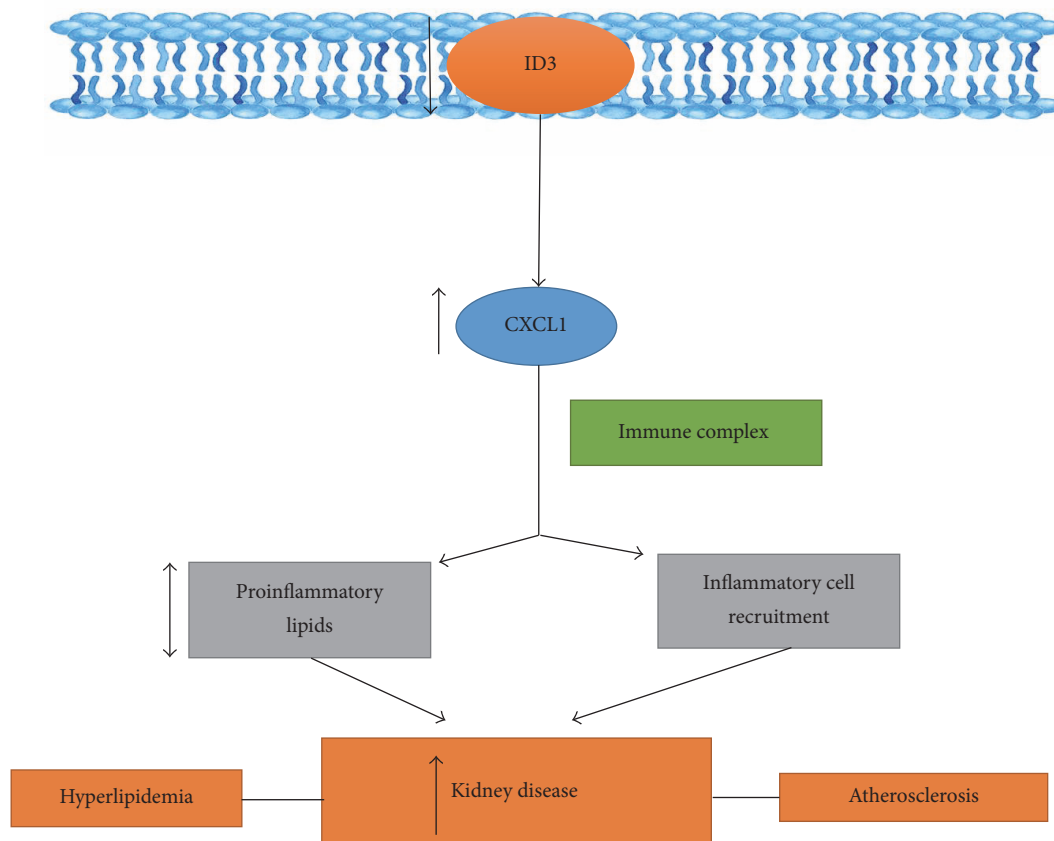 ID3
CXCL1
Immune complex
Proinflammatory
lipids
Inflammatory cell
recruitment
Hyperlipidemia
Kidney disease
Atherosclerosis